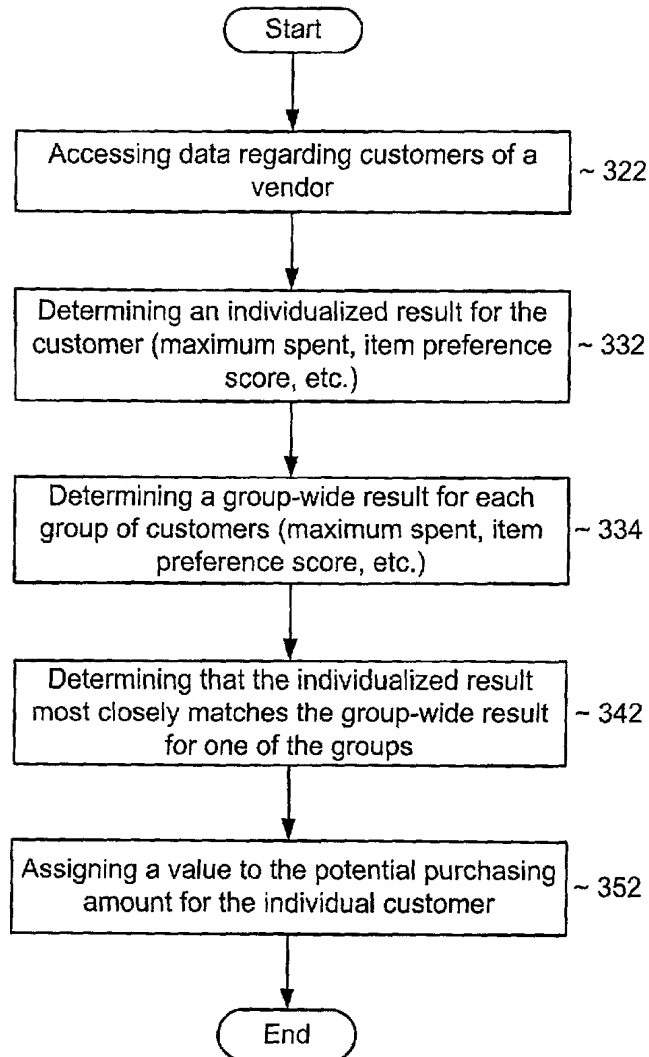 Start
Accessing data regarding customers of a
vendor
~ 322
Determining an individualized result for the
customer (maximum spent, item preference
score, etc.)
~ 332
Determining a group-wide result for each
group of customers (maximum spent, item
preference score, etc.)
~ 334
Determining that the individualized result
most closely matches the group-wide result
for one of the groups
~ 342
Assigning a value to the potential purchasing
amount for the individual customer
~ 352
End